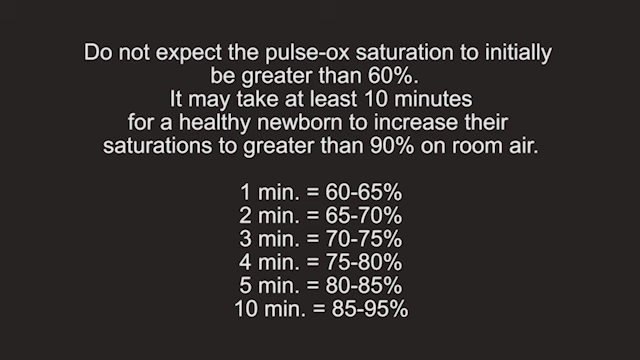 Do not expect the pulse-ox saturation to initially
be greater than 60%.
It may take at least 10 minutes
for a healthy newborn to increase their
saturations to greater than 90% on room air.
1 min. = 60-65%
2 min. = 65-70%
3 min. = 70-75%
4 min. = 75-80%
5 min. = 80-85%
10 min. = 85-95%